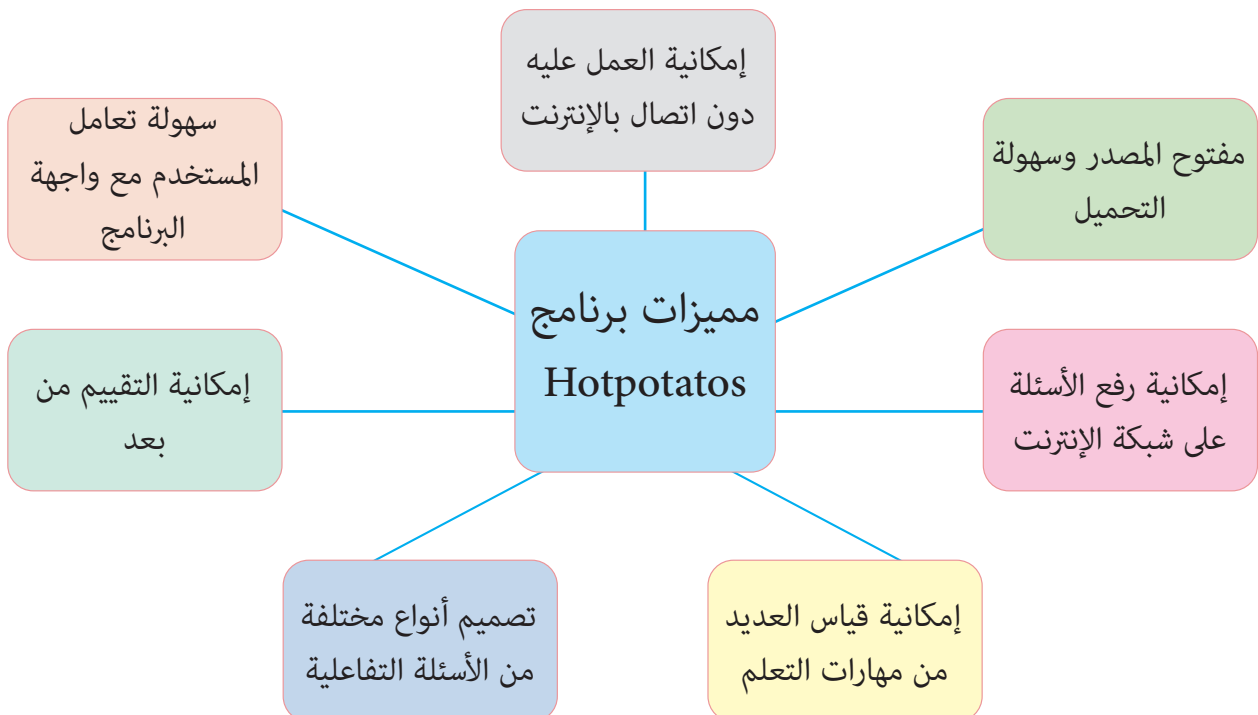 إمكانية العمل عليه
دون اتصال بالإنترنت
مفتوح المصدر وسهولة
التحميل
سهولة تعامل
المستخدم مع واجهة
البرنامج
مميزات برنامج
Hotpotatos
إمكانية رفع الأسئلة
على شبكة الإنترنت
إمكانية التقييم من
بعد
إمكانية قياس العديد
من مهارات التعلم
تصميم أنواع مختلفة
من الأسئلة التفاعلية